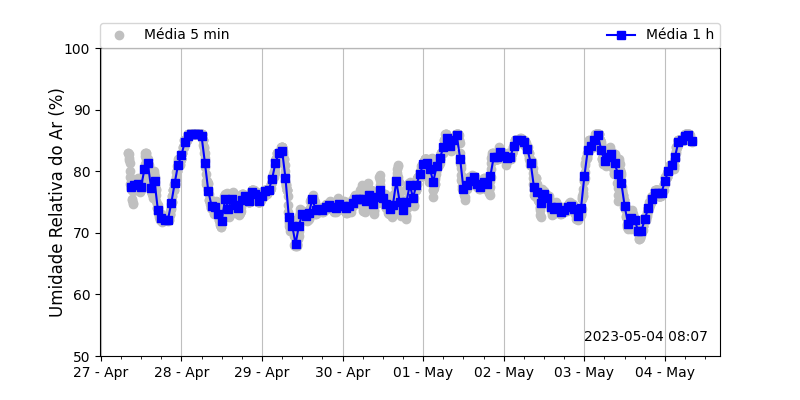 Média 5 min Média 1 h
100
90
80
70
60
50
Umidade Relativa do Ar (%)
2023-05-04 08:07
27 - Apr 28 - Apr 29 - Apr 30 - Apr 01 - May 02 - May 03 - May 04 - May